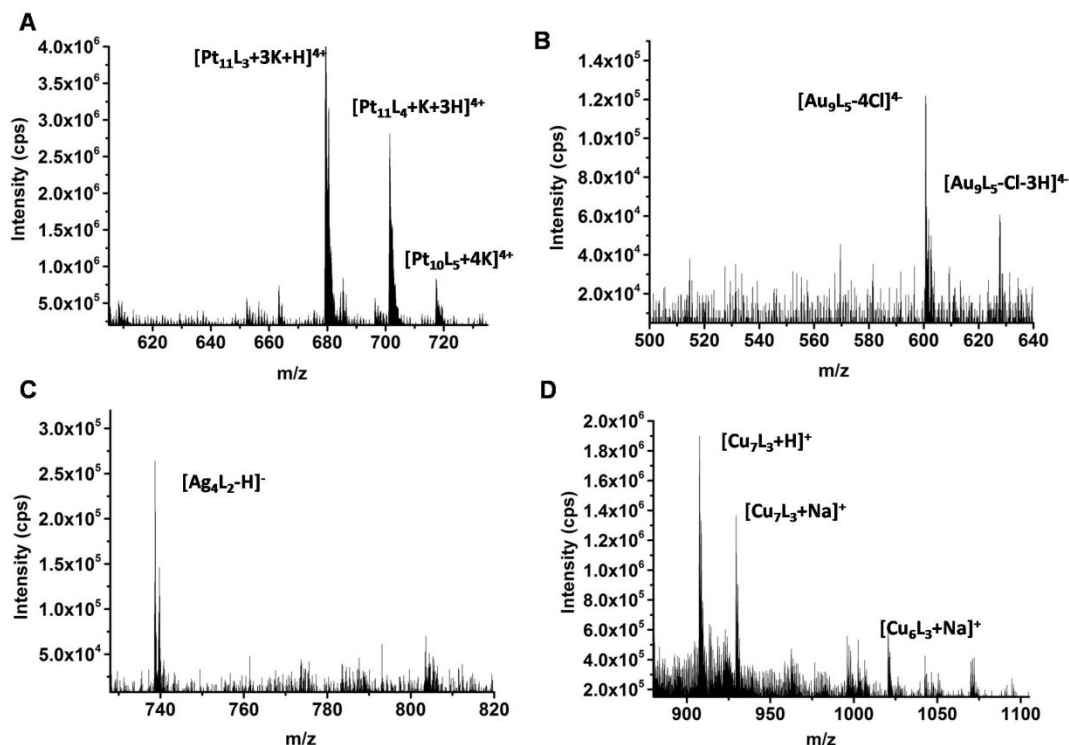 A
[Pt11L3+3K+H]4+
[Pt11L4+K+3H]4+
[Pt10L5+4K]4+
4.0x10^6
3.5x10^6
3.0x10^6
2.5x10^6
2.0x10^6
1.5x10^6
1.0x10^6
5.0x10^5
Intensity (cps)
620 640 660 680 700 720
m/z
B
[Au9L5-4Cl]4-
[Au9L5-Cl-3H]4-
1.4x10^5
1.2x10^5
1.0x10^5
8.0x10^4
6.0x10^4
4.0x10^4
2.0x10^4
Intensity (cps)
500 520 540 560 580 600 620 640
m/z
C
[Ag4L2-H]-
3.0x10^5
2.5x10^5
2.0x10^5
1.5x10^5
1.0x10^5
5.0x10^4
Intensity (cps)
740 760 780 800 820
m/z
D
[Cu7L3+H]+
[Cu7L3+Na]+
[Cu6L3+Na]+
2.0x10^6
1.8x10^6
1.6x10^6
1.4x10^6
1.2x10^6
1.0x10^6
8.0x10^5
6.0x10^5
5.0x10^5
4.0x10^5
3.0x10^5
2.0x10^5
Intensity (cps)
900 950 1000 1050 1100
m/z